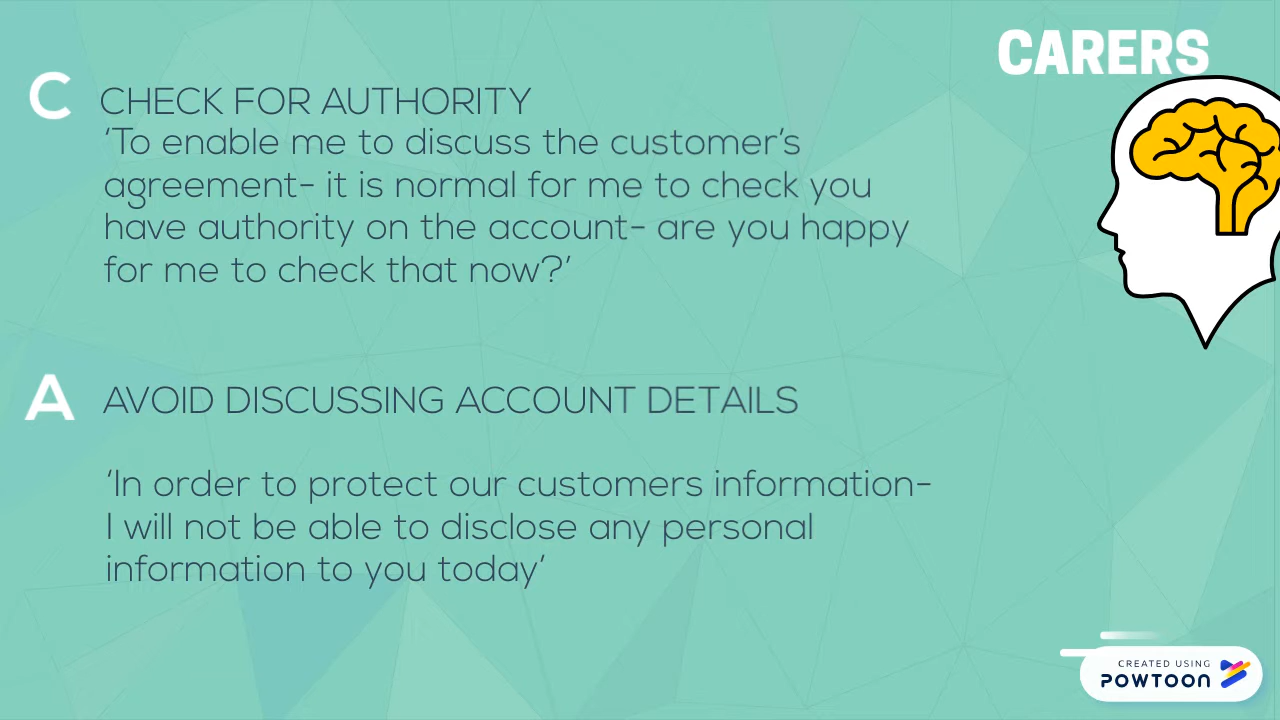 CARERS
C CHECK FOR AUTHORITY
‘To enable me to discuss the customer’s
agreement- it is normal for me to check you
have authority on the account- are you happy
for me to check that now?’
A AVOID DISCUSSING ACCOUNT DETAILS
‘In order to protect our customers information-
I will not be able to disclose any personal
information to you today’
CREATED USING
POWTOON